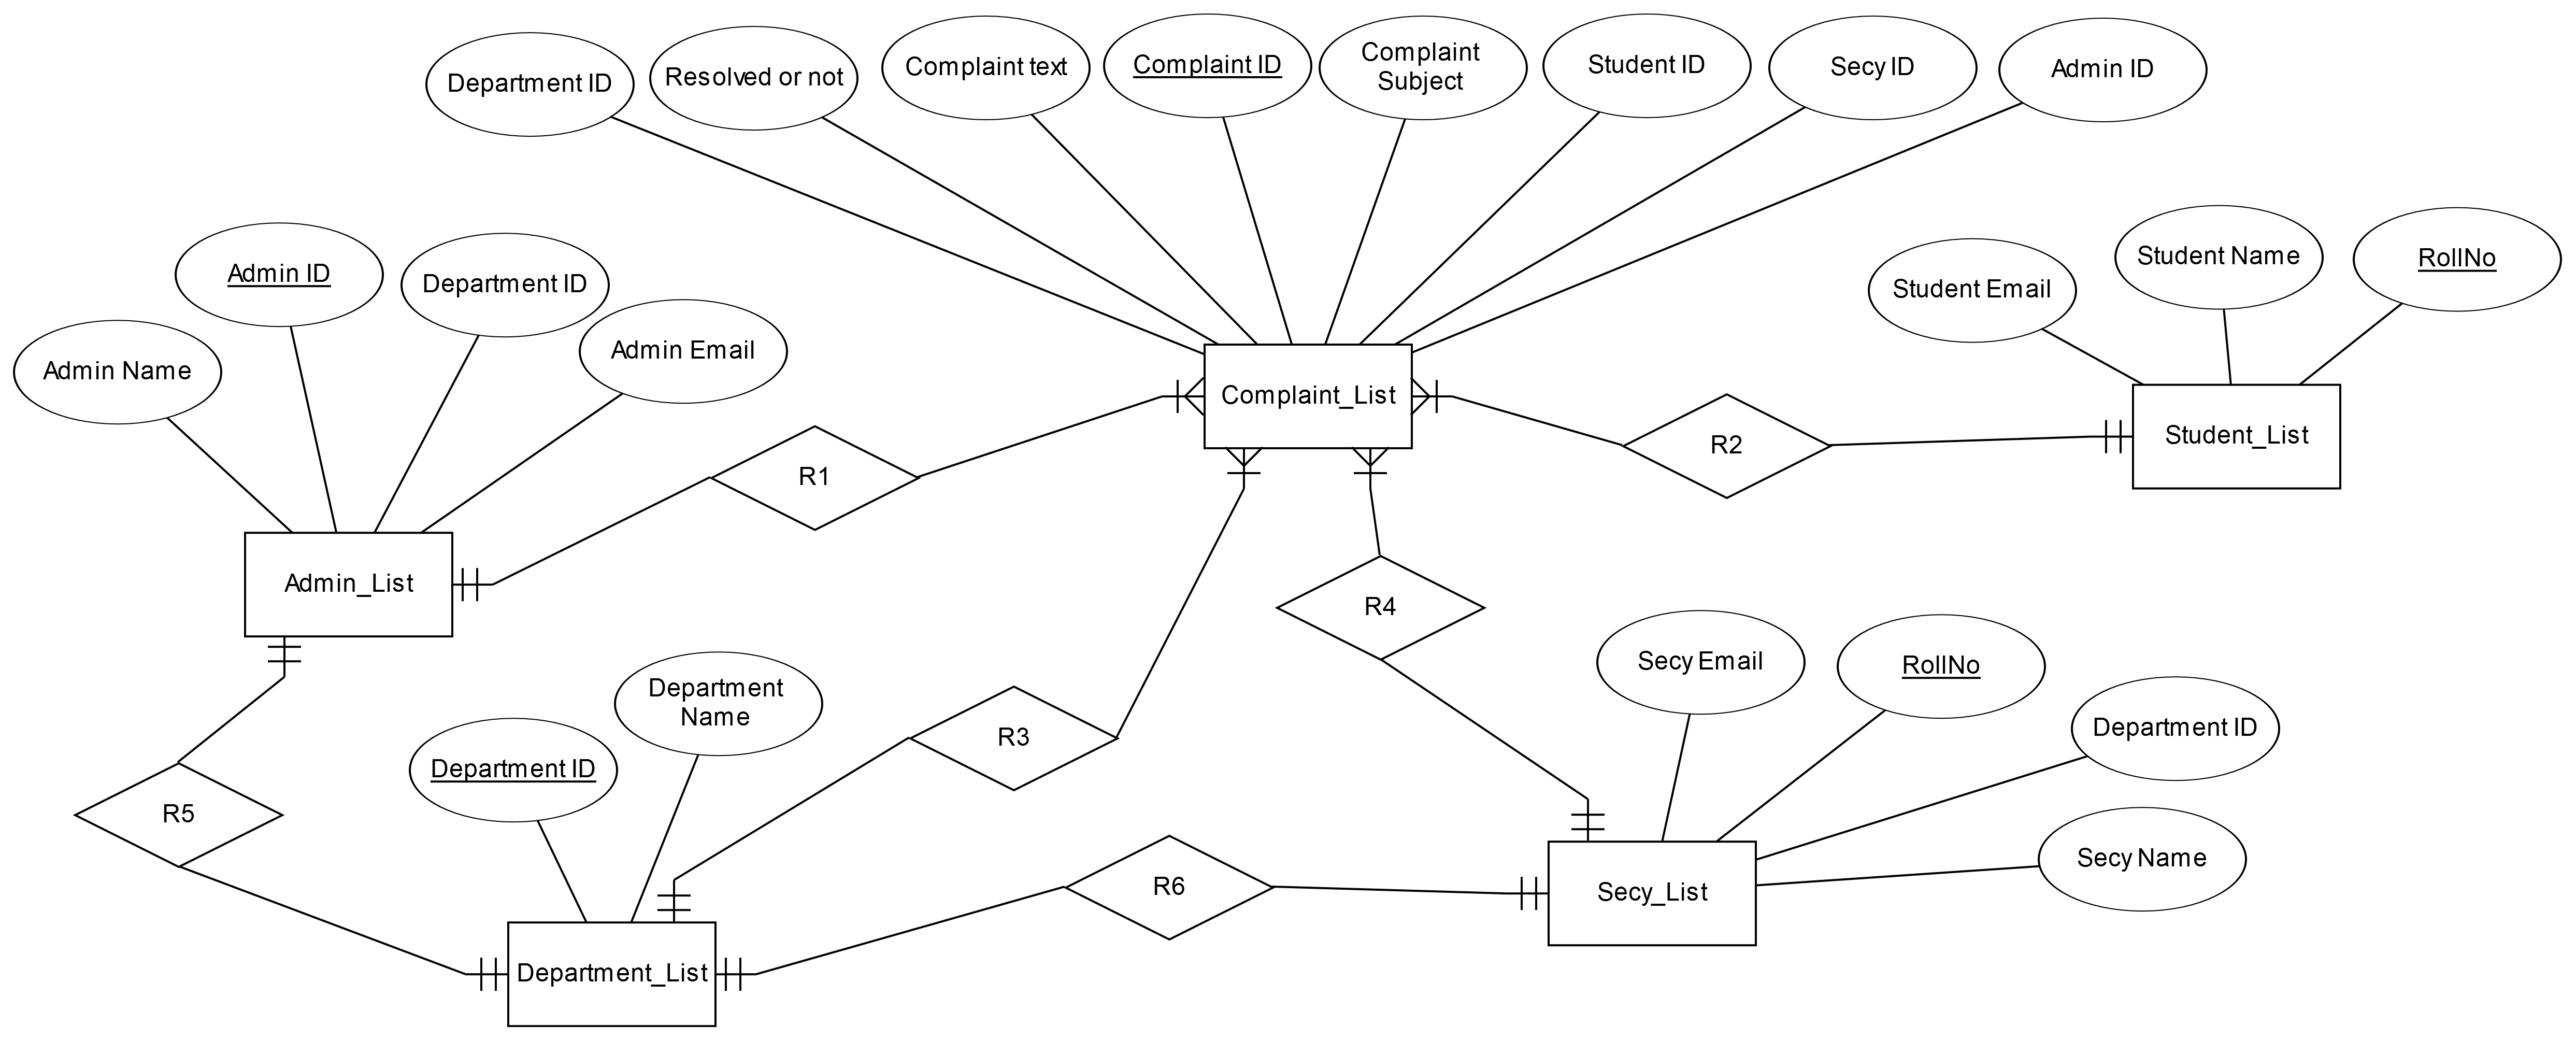 Department ID
Resolved or not
Complaint text
Complaint ID
Complaint
Subject
Student ID
Secy ID
Admin ID
Admin Name
Admin ID
Department ID
Admin Email
Student Email
Student Name
RollNo
Complaint_List
Student_List
R1
R2
Admin_List
R4
Department
Name
Secy Email
RollNo
Department ID
R3
Department ID
R5
Secy Name
R6
Secy_List
Department_List